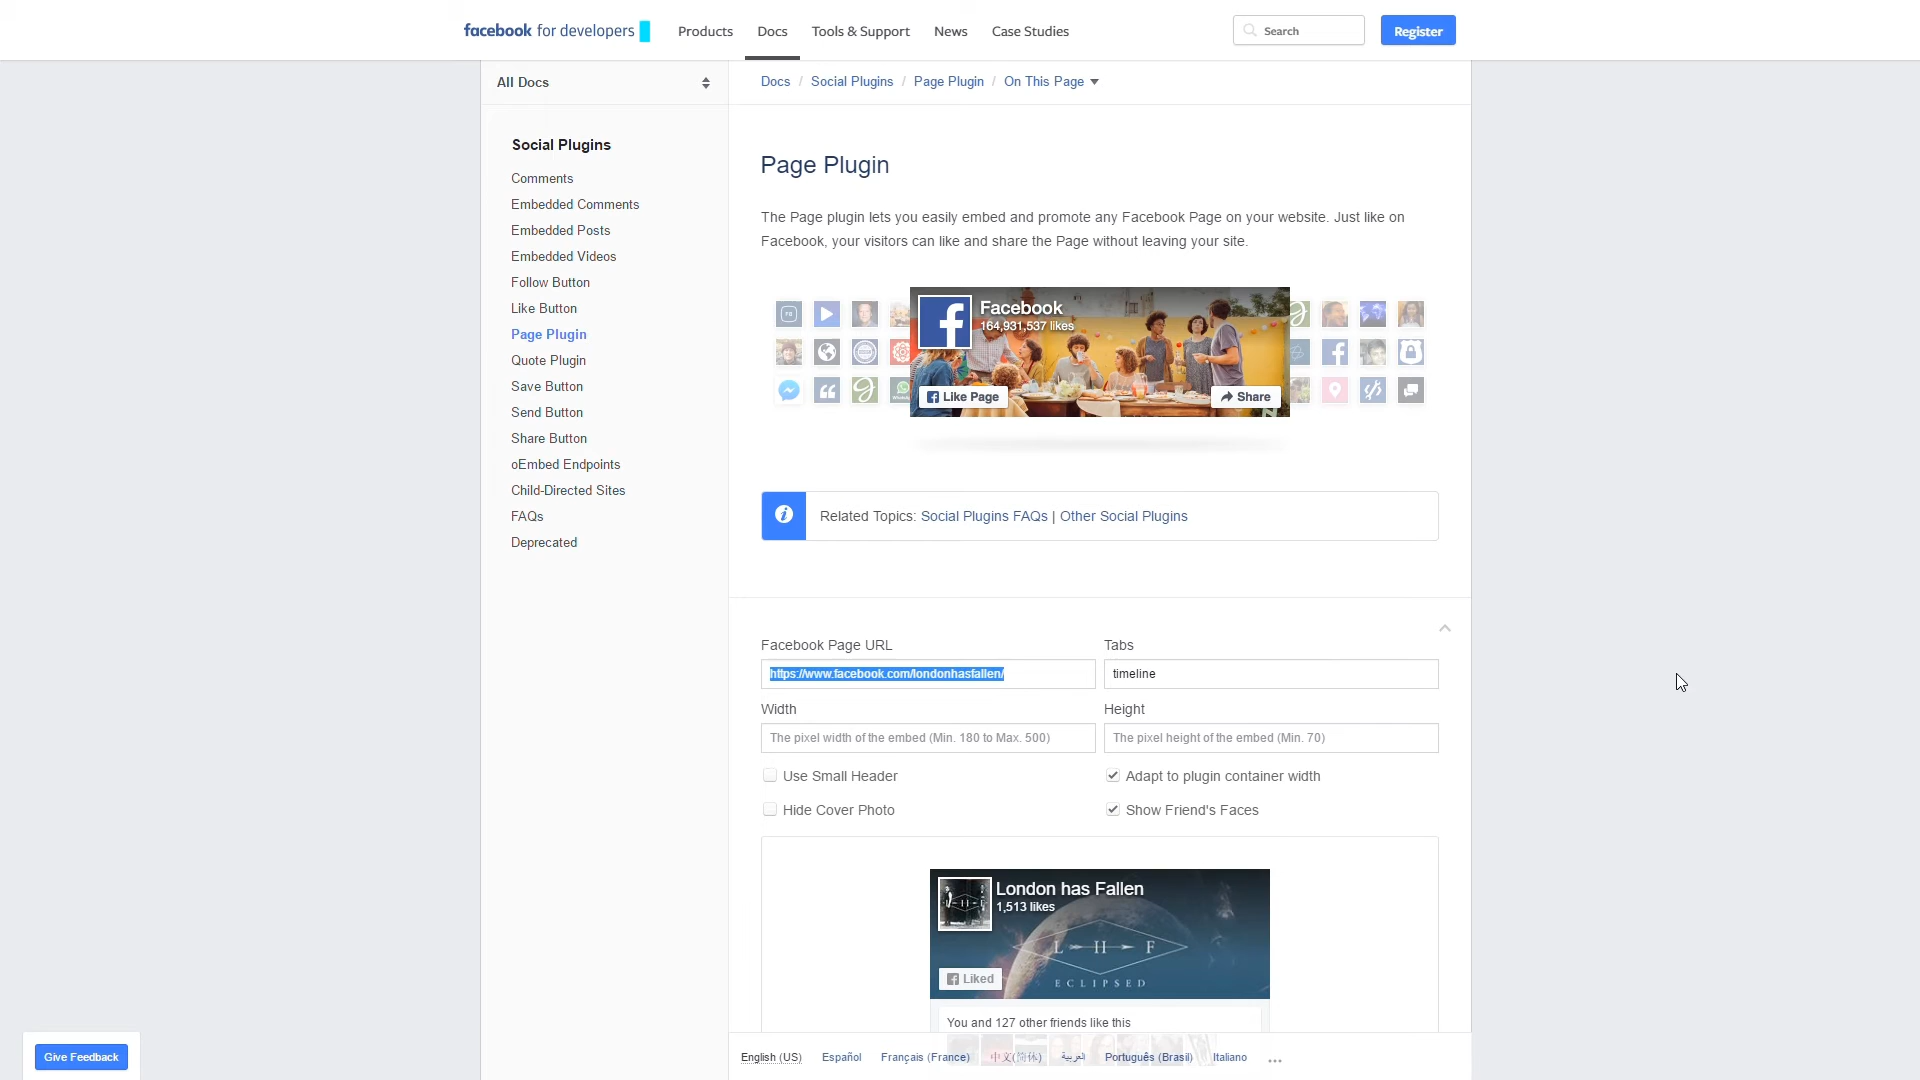 facebook for developers
Products
Docs
Tools & Support
News
Case Studies
Search
Register
All Docs
Docs / Social Plugins / Page Plugin / On This Page
Social Plugins
Comments
Embedded Comments
Embedded Posts
Embedded Videos
Follow Button
Like Button
Page Plugin
Quote Plugin
Save Button
Send Button
Share Button
oEmbed Endpoints
Child-Directed Sites
FAQs
Deprecated
Page Plugin
The Page plugin lets you easily embed and promote any Facebook Page on your website. Just like on
Facebook, your visitors can like and share the Page without leaving your site.
Facebook
164,931,537 likes
Like Page
Share
Related Topics: Social Plugins FAQs | Other Social Plugins
Facebook Page URL
Tabs
https://www.facebook.com/londonhasfallen/
timeline
Width
Height
The pixel width of the embed (Min. 180 to Max. 500)
The pixel height of the embed (Min. 70)
Use Small Header
Adapt to plugin container width
Hide Cover Photo
Show Friend's Faces
London has Fallen
1,513 likes
L H F
ECLIPSED
Liked
You and 127 other friends like this
Give Feedback
English (US)
Español
Français (France)
中文(简体)
العربية
Português (Brasil)
Italiano
...